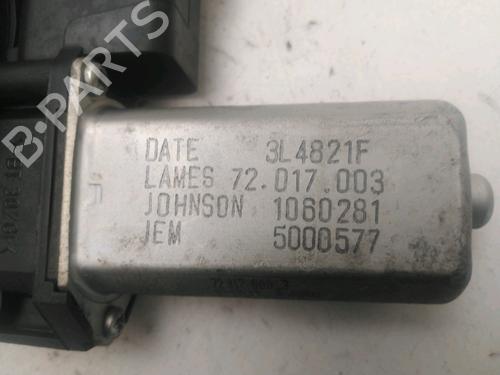 B-PARTS
DATE 3L4821F
LAMES 72.017.003
JOHNSON 1060281
JEM 5000577